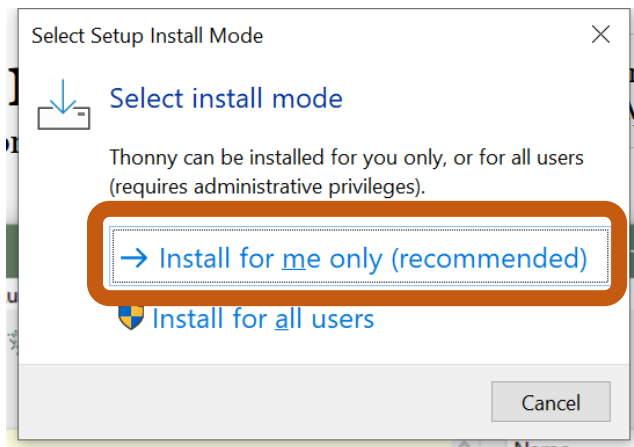 Select Setup Install Mode
Select install mode
Thonny can be installed for you only, or for all users
(requires administrative privileges).
Install for me only (recommended)
Install for all users
Cancel